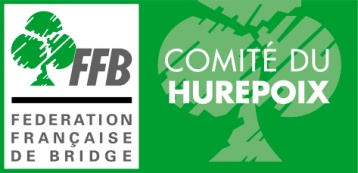 FFB
FEDERATION
FRANÇAISE
DE BRIDGE
COMITÉ DU
HUREPOIX